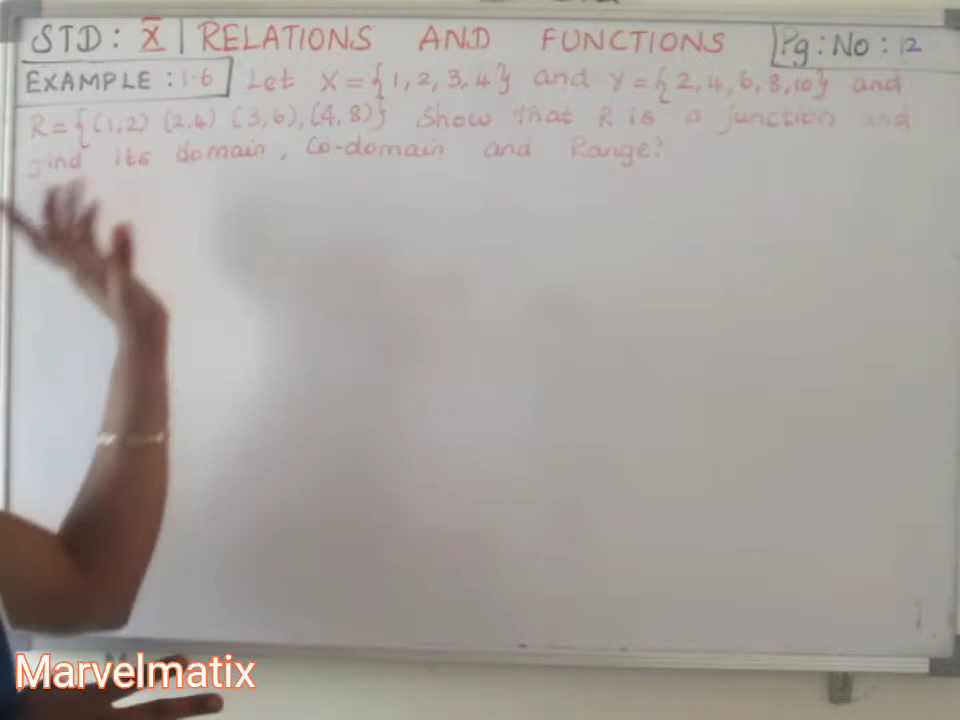 STD: X | RELATIONS AND FUNCTIONS Pg: No: 12
EXAMPLE: 1.6 Let X = {1, 2, 3, 4} and Y = {2, 4, 6, 8, 10} and
R = {(1,2) (2,4) (3,6), (4,8)} Show that R is a function and
find its domain, Co-domain and Range?
Marvelmatix